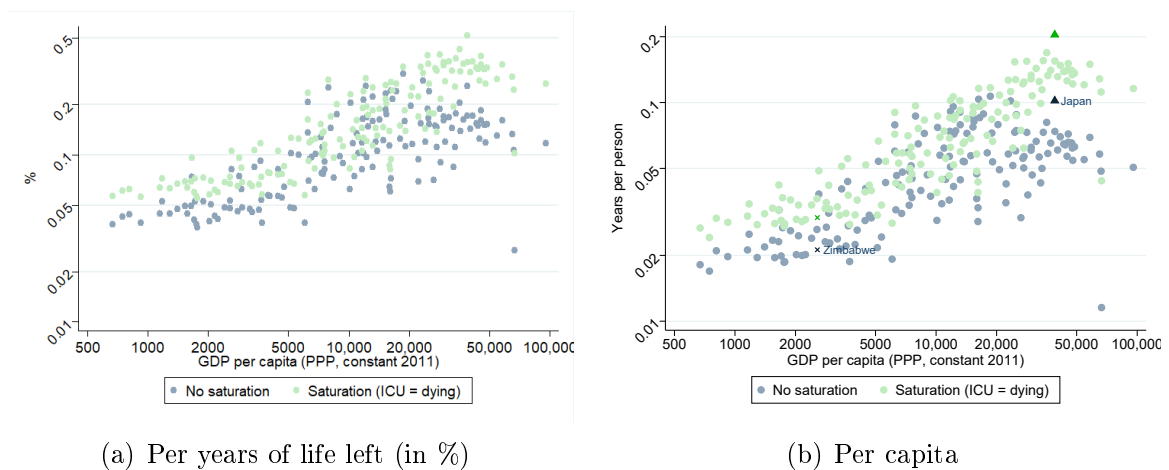 0.5
0.2
0.1
0.05
0.02
0.01
%
500 1000 2000 5000 10,000 20,000 50,000 100,000
GDP per capita (PPP, constant 2011)
No saturation Saturation (ICU = dying)
(a) Per years of life left (in %)
0.2
0.1
0.05
0.02
0.01
Years per person
Japan
Zimbabwe
500 1000 2000 5000 10,000 20,000 50,000 100,000
GDP per capita (PPP, constant 2011)
No saturation Saturation (ICU = dying)
(b) Per capita